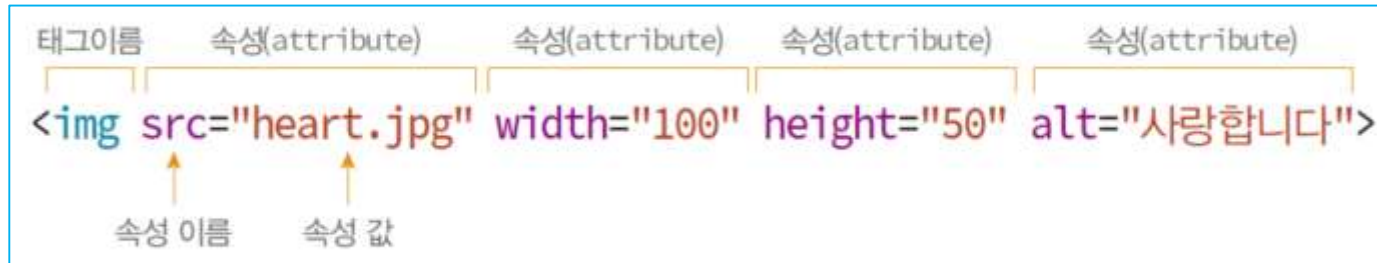 태그이름 속성(attribute) 속성(attribute) 속성(attribute) 속성(attribute)
<img src="heart.jpg" width="100" height="50" alt="사랑합니다">
속성 이름 속성 값